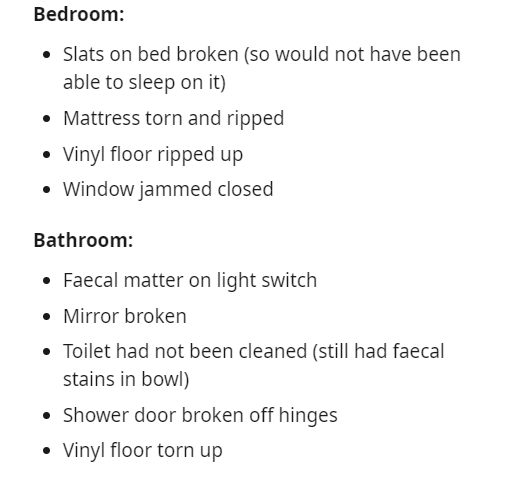 Bedroom:
• Slats on bed broken (so would not have been
able to sleep on it)
• Mattress torn and ripped
• Vinyl floor ripped up
• Window jammed closed
Bathroom:
• Faecal matter on light switch
• Mirror broken
• Toilet had not been cleaned (still had faecal
stains in bowl)
• Shower door broken off hinges
• Vinyl floor torn up